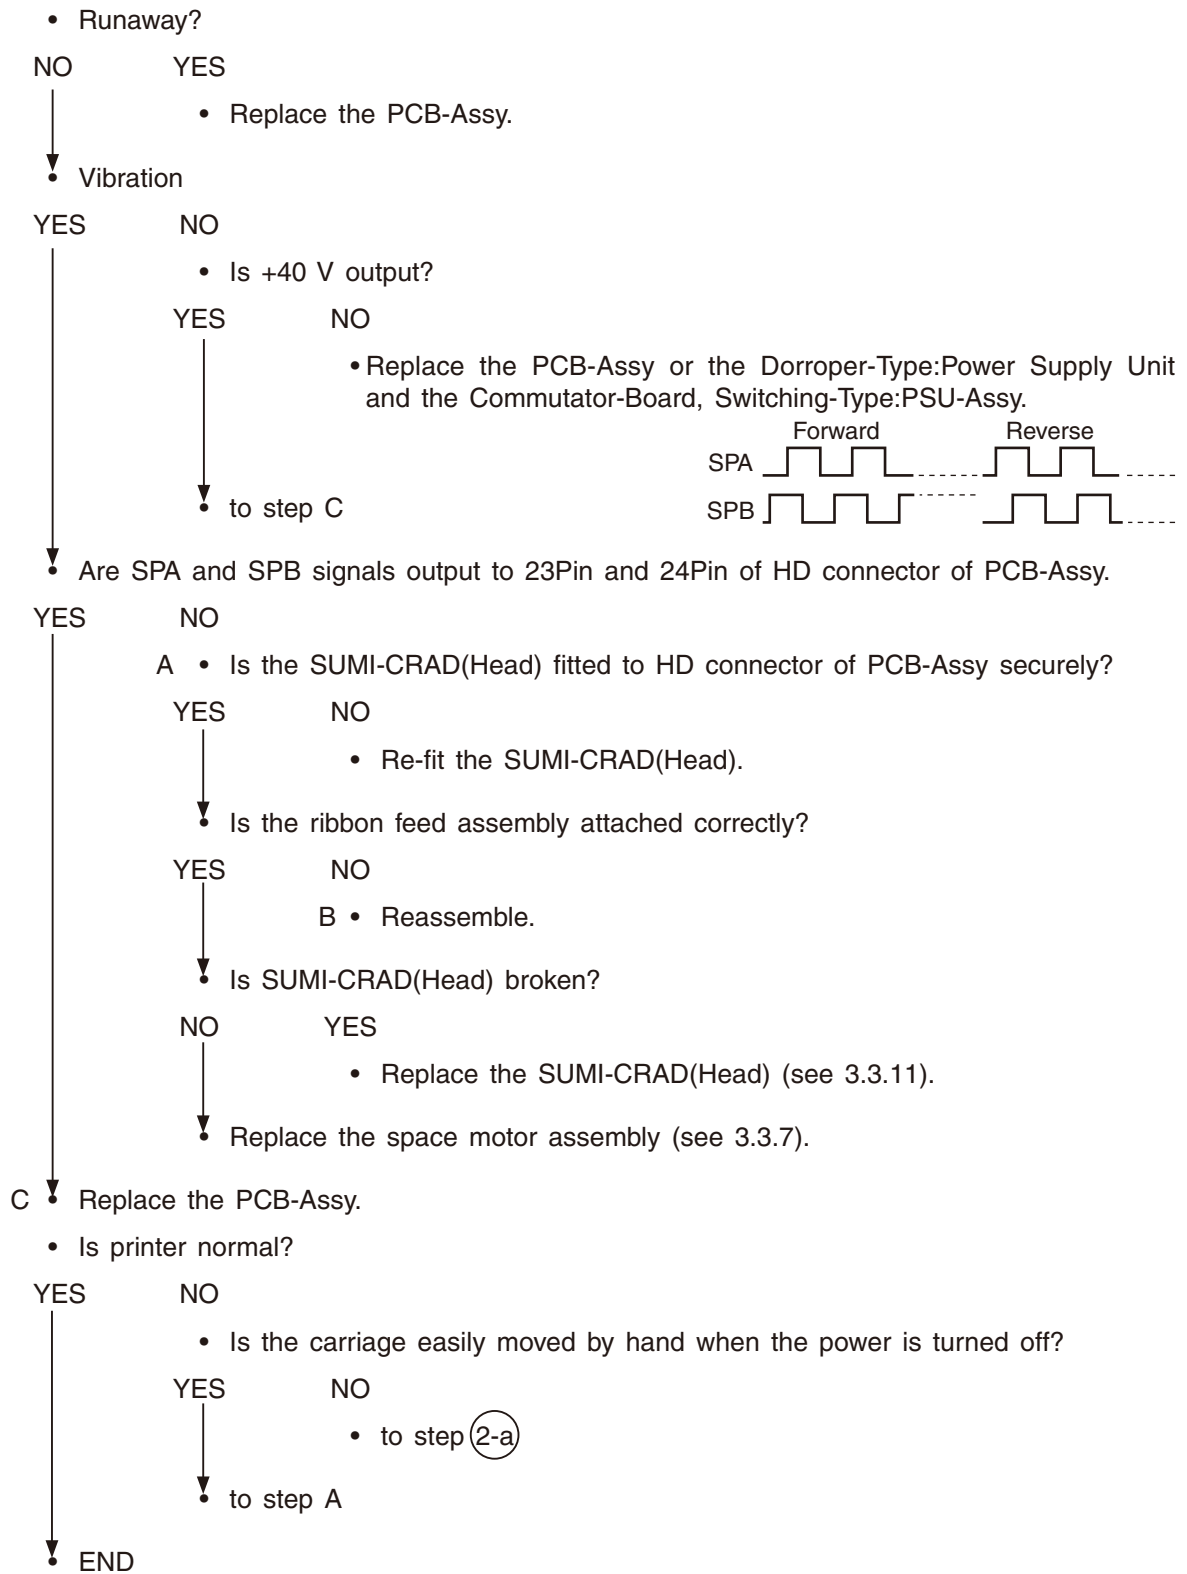 • Runaway?
NO YES
• Replace the PCB-Assy.
• Vibration
YES NO
• Is +40 V output?
YES NO
• Replace the PCB-Assy or the Dorroper-Type:Power Supply Unit
and the Commutator-Board, Switching-Type:PSU-Assy.
Forward Reverse
SPA
SPB
• to step C
• Are SPA and SPB signals output to 23Pin and 24Pin of HD connector of PCB-Assy.
YES NO
A • Is the SUMI-CRAD(Head) fitted to HD connector of PCB-Assy securely?
YES NO
• Re-fit the SUMI-CRAD(Head).
• Is the ribbon feed assembly attached correctly?
YES NO
B • Reassemble.
• Is SUMI-CRAD(Head) broken?
NO YES
• Replace the SUMI-CRAD(Head) (see 3.3.11).
• Replace the space motor assembly (see 3.3.7).
C • Replace the PCB-Assy.
• Is printer normal?
YES NO
• Is the carriage easily moved by hand when the power is turned off?
YES NO
• to step 2-a
• to step A
• END